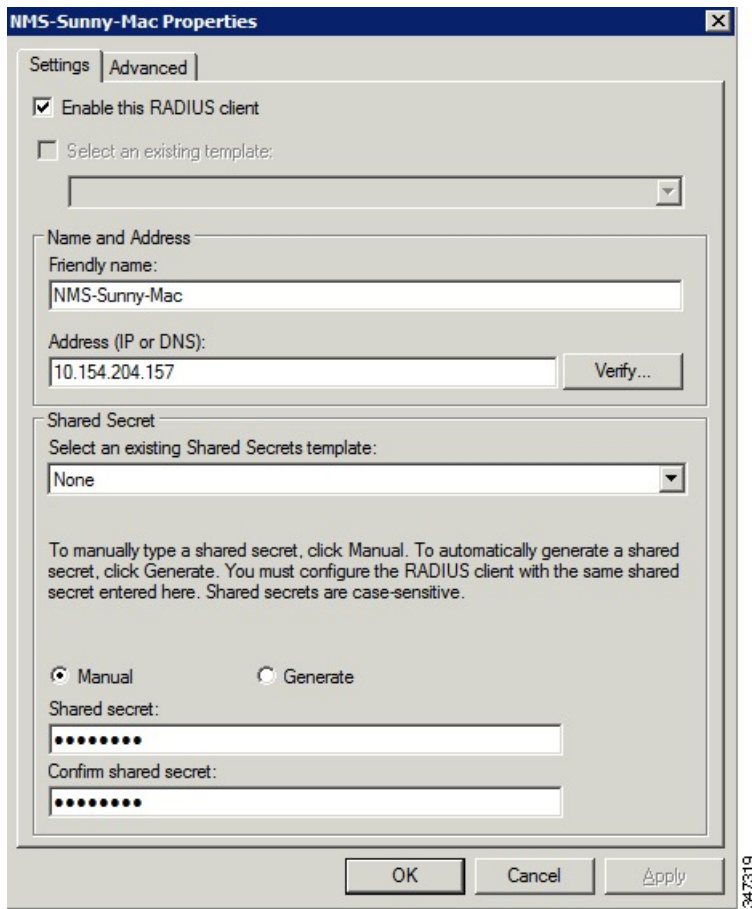 NMS-Sunny-Mac Properties
Settings
Advanced
Enable this RADIUS client
Select an existing template:
Name and Address
Friendly name:
NMS-Sunny-Mac
Address (IP or DNS):
10.154.204.157
Verify...
Shared Secret
Select an existing Shared Secrets template:
None
To manually type a shared secret, click Manual. To automatically generate a shared
secret, click Generate. You must configure the RADIUS client with the same shared
secret entered here. Shared secrets are case-sensitive.
Manual
Generate
Shared secret:
••••••••
Confirm shared secret:
••••••••
OK
Cancel
Apply
347319